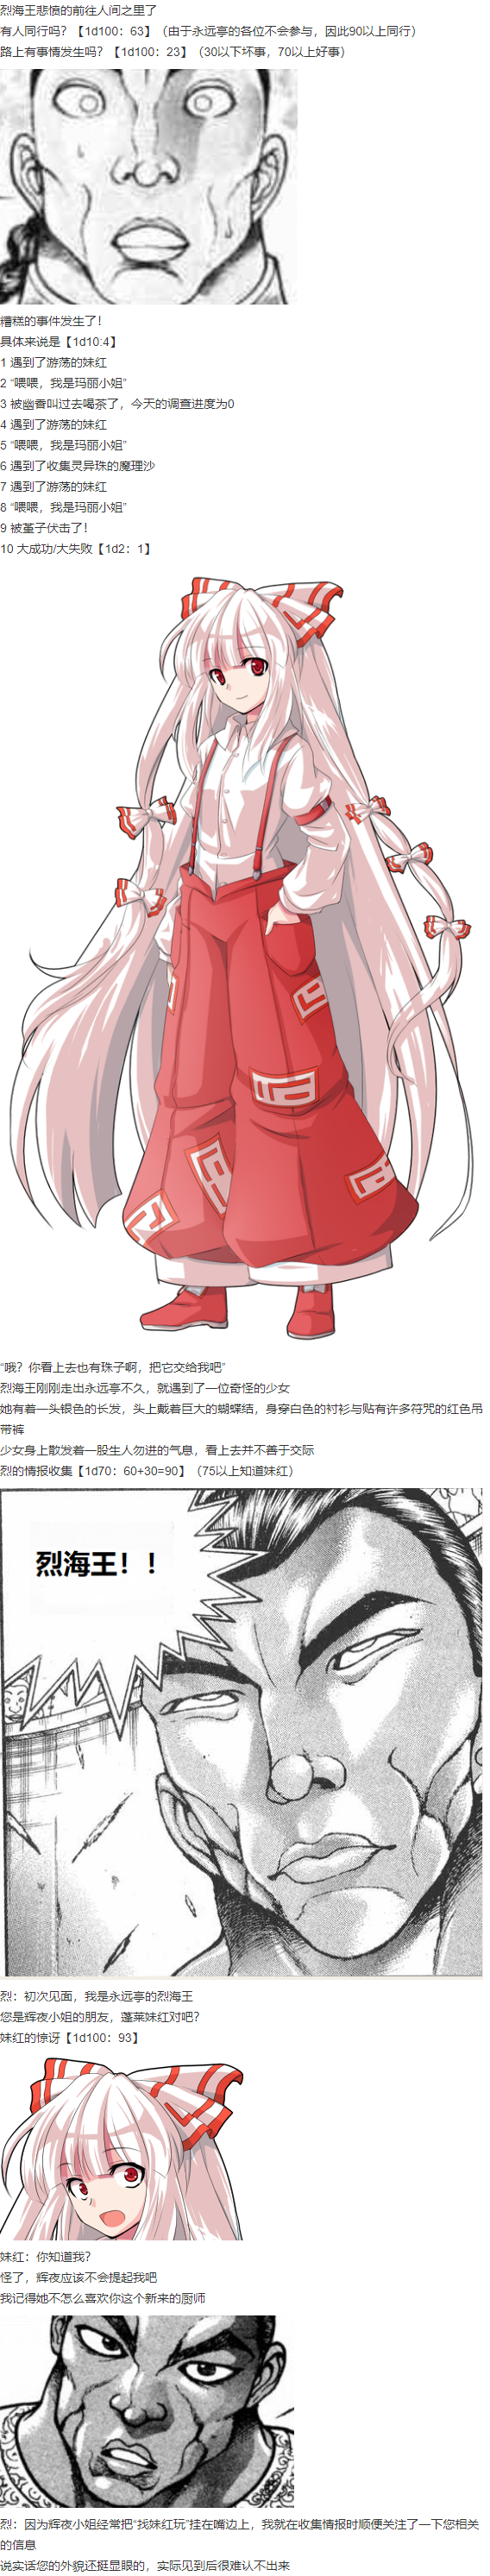 烈海王悲愤的前往人间之里了
有人同行吗？【1d100：63】（由于永远亭的各位不会参与，因此90以上同行）
路上有事情发生吗？【1d100：23】（30以下坏事，70以上好事）
糟糕的事件发生了！
具体来说是【1d10:4】
1 遇到了游荡的妹红
2 “喂喂，我是玛丽小姐”
3 被幽香叫过去喝茶了，今天的调查进度为0
4 遇到了游荡的妹红
5 “喂喂，我是玛丽小姐”
6 遇到了收集灵异珠的魔理沙
7 遇到了游荡的妹红
8 “喂喂，我是玛丽小姐”
9 被堇子伏击了！
10 大成功/大失败【1d2：1】
“哦？你看上去也有珠子啊，把它交给我吧”
烈海王刚刚走出永远亭不久，就遇到了一位奇怪的少女
她有着一头银色的长发，头上戴着巨大的蝴蝶结，身穿白色的衬衫与贴有许多符咒的红色吊
带裤
少女身上散发着一股生人勿进的气息，看上去并不善于交际
烈的情报收集【1d70：60+30=90】（75以上知道妹红）
烈海王！！
烈：初次见面，我是永远亭的烈海王
您是辉夜小姐的朋友，蓬莱妹红对吧？
妹红的惊讶【1d100：93】
妹红：你知道我？
怪了，辉夜应该不会提起我吧
我记得她不怎么喜欢你这个新来的厨师
烈：因为辉夜小姐经常把“找妹红玩”挂在嘴边上，我就在收集情报时顺便关注了一下您相关
的信息
说实话您的外貌还挺显眼的，实际见到后很难认不出来